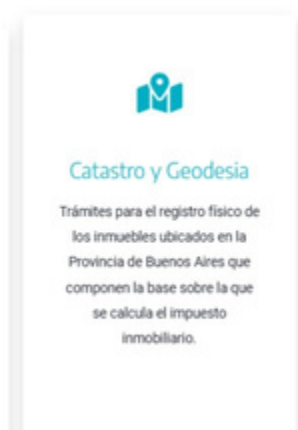 Catastro y Geodesia
Trámites para el registro físico de
los inmuebles ubicados en la
Provincia de Buenos Aires que
componen la base sobre la que
se calcula el impuesto
inmobiliario.